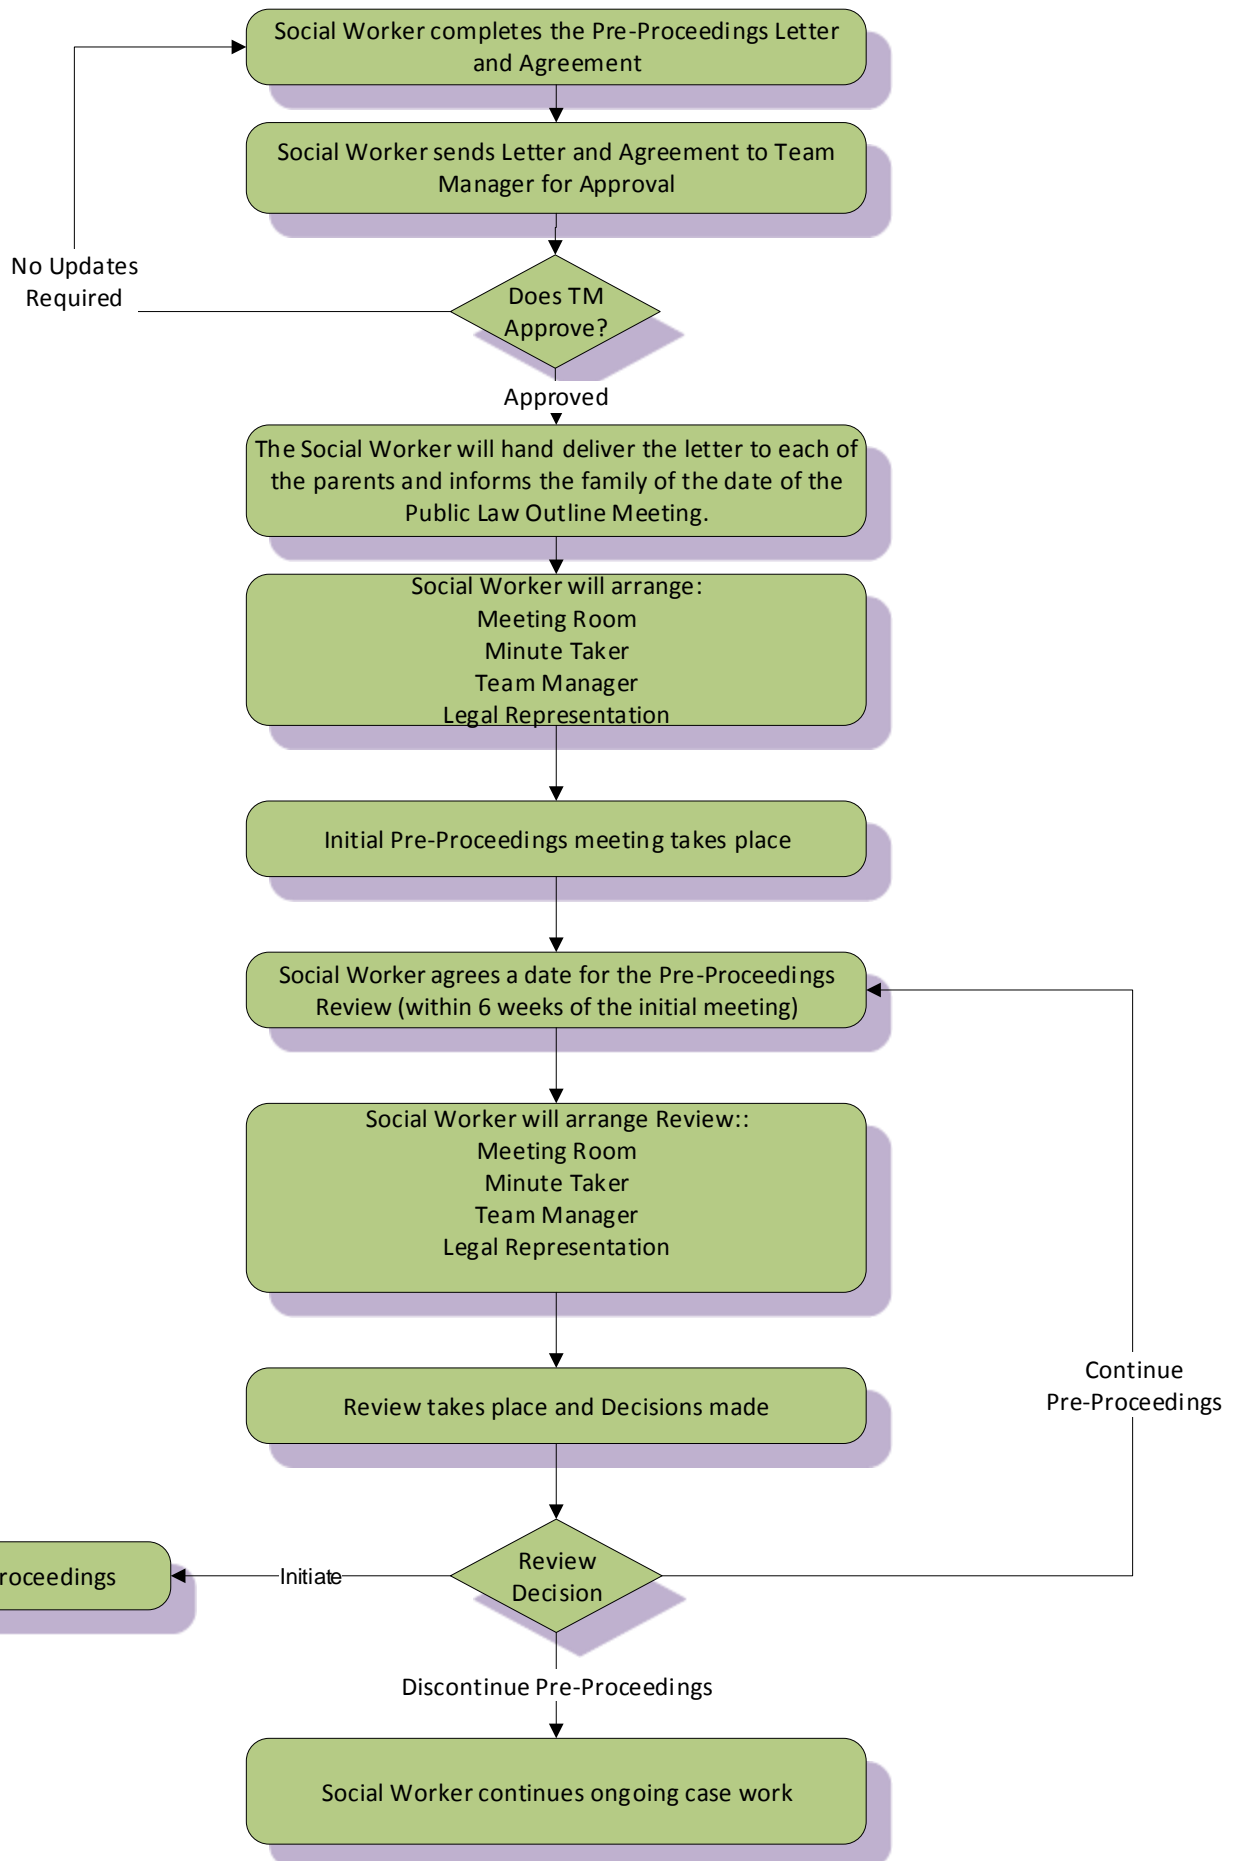 Social Worker completes the Pre-Proceedings Letter
and Agreement
Social Worker sends Letter and Agreement to Team
Manager for Approval
No Updates
Required
Does TM
Approve?
Approved
The Social Worker will hand deliver the letter to each of
the parents and informs the family of the date of the
Public Law Outline Meeting.
Social Worker will arrange:
Meeting Room
Minute Taker
Team Manager
Legal Representation
Initial Pre-Proceedings meeting takes place
Social Worker agrees a date for the Pre-Proceedings
Review (within 6 weeks of the initial meeting)
Social Worker will arrange Review::
Meeting Room
Minute Taker
Team Manager
Legal Representation
Continue
Pre-Proceedings
Review takes place and Decisions made
roceedings
Initiate
Review
Decision
Discontinue Pre-Proceedings
Social Worker continues ongoing case work